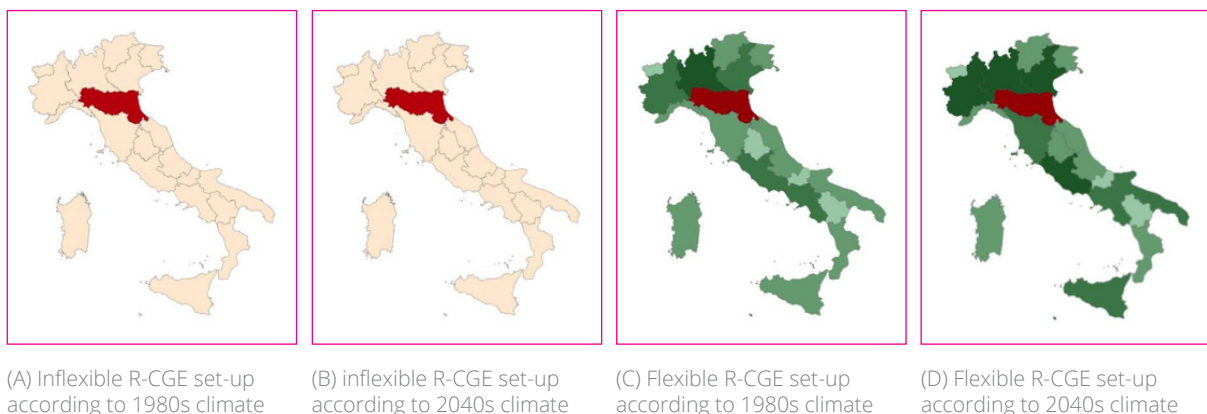 (A) Inflexible R-CGE set-up
according to 1980s climate
(B) inflexible R-CGE set-up
according to 2040s climate
(C) Flexible R-CGE set-up
according to 1980s climate
(D) Flexible R-CGE set-up
according to 2040s climate